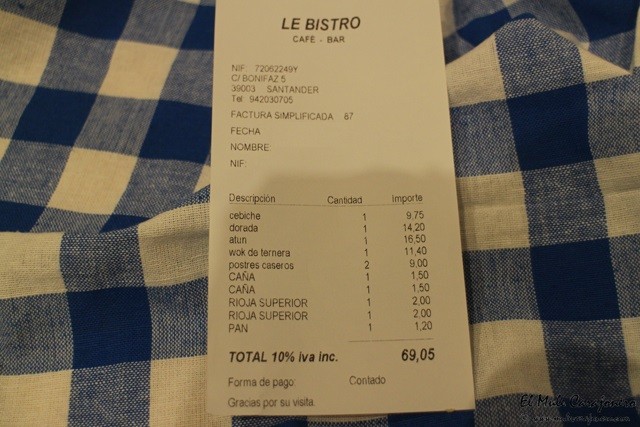 LE BISTRO
CAFE - BAR
NIF: 72062249Y
C/ BONIFAZ 5
39003 SANTANDER
Tel 942030705
FACTURA SIMPLIFICADA 87
FECHA
NOMBRE:
NIF:
Descripción Cantidad Importe
cebiche 1 9,75
dorada 1 14,20
atun 1 16,50
wok de ternera 1 11,40
postres caseros 2 9,00
CAÑA 1 1,50
CAÑA 1 1,50
RIOJA SUPERIOR 1 2,00
RIOJA SUPERIOR 1 2,00
PAN 1 1,20
TOTAL 10% iva inc. 69,05
Forma de pago: Contado
Gracias por su visita.
El